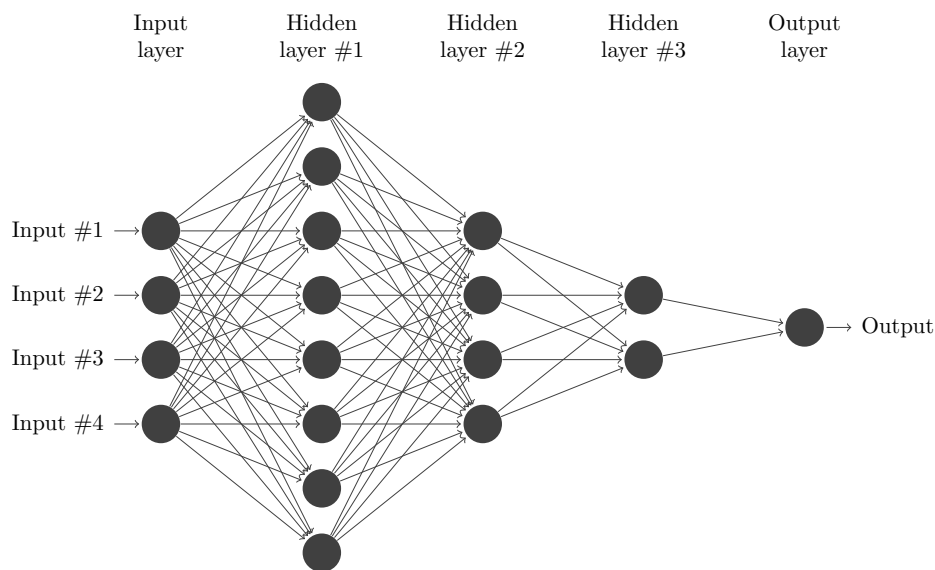 Input
layer
Hidden
layer #1
Hidden
layer #2
Hidden
layer #3
Output
layer
Input #1
Input #2
Input #3
Input #4
Output